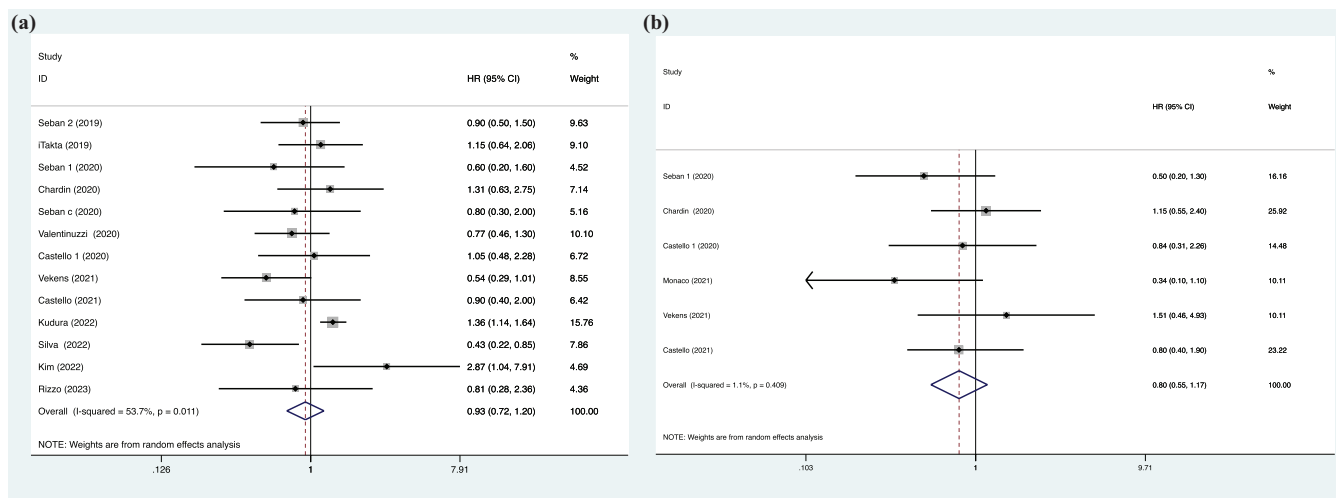 (a)
Study %
ID HR (95% CI) Weight
Seban 2 (2019) 0.90 (0.50, 1.50) 9.63
iTakta (2019) 1.15 (0.64, 2.06) 9.10
Seban 1 (2020) 0.60 (0.20, 1.60) 4.52
Chardin (2020) 1.31 (0.63, 2.75) 7.14
Seban c (2020) 0.80 (0.30, 2.00) 5.16
Valentinuzzi (2020) 0.77 (0.46, 1.30) 10.10
Castello 1 (2020) 1.05 (0.48, 2.28) 6.72
Vekens (2021) 0.54 (0.29, 1.01) 8.55
Castello (2021) 0.90 (0.40, 2.00) 6.42
Kudura (2022) 1.36 (1.14, 1.64) 15.76
Silva (2022) 0.43 (0.22, 0.85) 7.86
Kim (2022) 2.87 (1.04, 7.91) 4.69
Rizzo (2023) 0.81 (0.28, 2.36) 4.36
Overall (I-squared = 53.7%, p = 0.011) 0.93 (0.72, 1.20) 100.00
NOTE: Weights are from random effects analysis
.126 1 7.91
(b)
Study %
ID HR (95% CI) Weight
Seban 1 (2020) 0.50 (0.20, 1.30) 16.16
Chardin (2020) 1.15 (0.55, 2.40) 25.92
Castello 1 (2020) 0.84 (0.31, 2.26) 14.48
Monaco (2021) 0.34 (0.10, 1.10) 10.11
Vekens (2021) 1.51 (0.46, 4.93) 10.11
Castello (2021) 0.80 (0.40, 1.90) 23.22
Overall (I-squared = 1.1%, p = 0.409) 0.80 (0.55, 1.17) 100.00
NOTE: Weights are from random effects analysis
.103 1 9.71